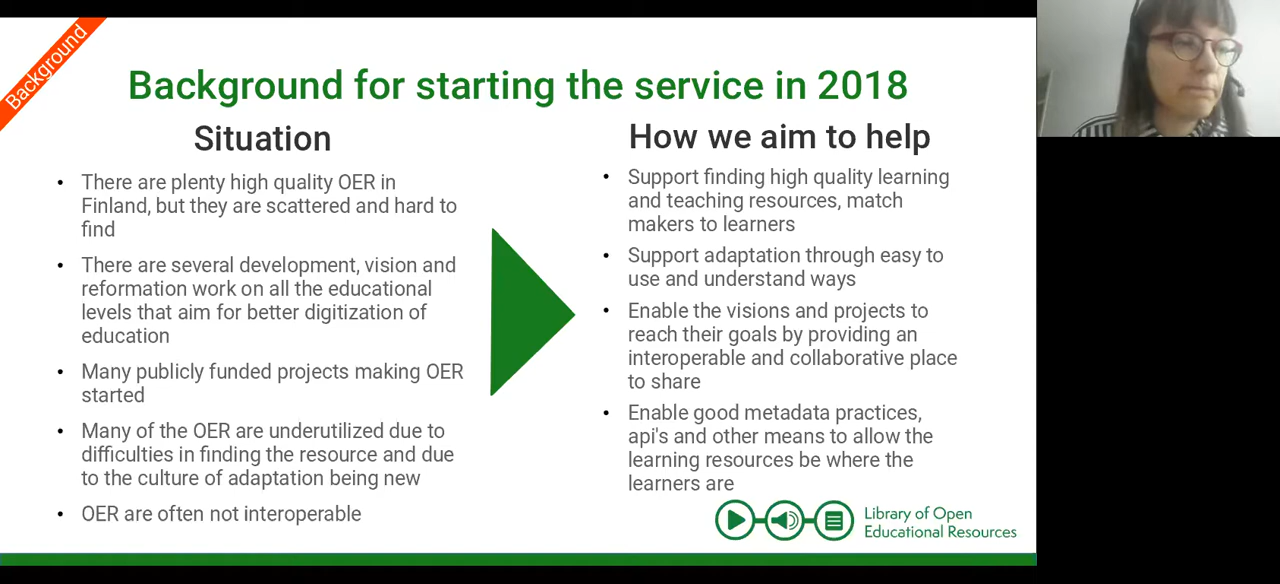 Background
Background for starting the service in 2018
Situation
There are plenty high quality OER in
Finland, but they are scattered and hard to
find
There are several development, vision and
reformation work on all the educational
levels that aim for better digitization of
education
Many publicly funded projects making OER
started
Many of the OER are underutilized due to
difficulties in finding the resource and due
to the culture of adaptation being new
OER are often not interoperable
How we aim to help
Support finding high quality learning
and teaching resources, match
makers to learners
Support adaptation through easy to
use and understand ways
Enable the visions and projects to
reach their goals by providing an
interoperable and collaborative place
to share
Enable good metadata practices,
api's and other means to allow the
learning resources be where the
learners are
Library of Open
Educational Resources